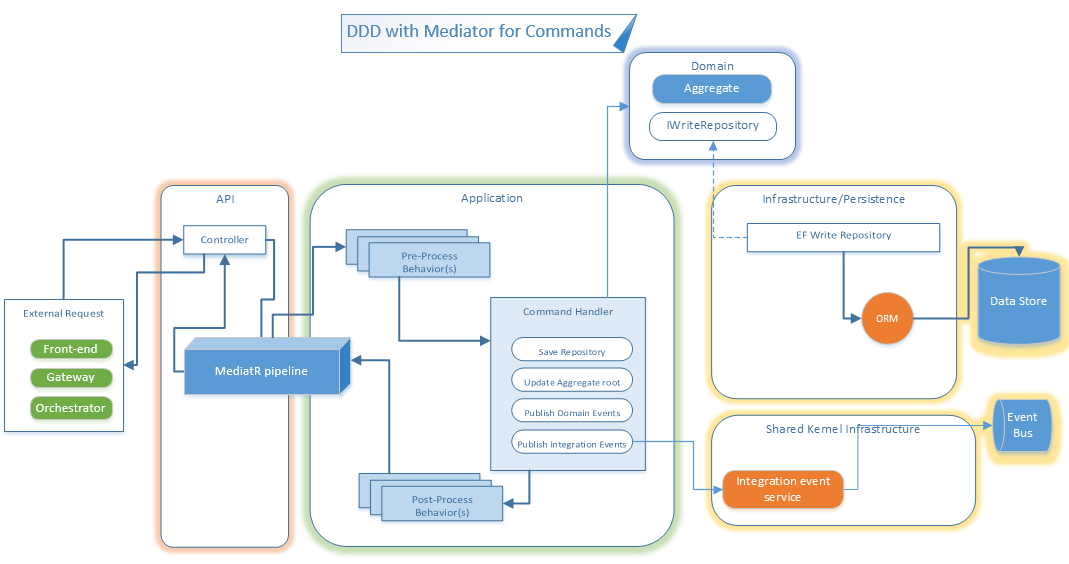 DDD with Mediator for Commands
Domain
Aggregate
IWriteRepository
API
Controller
Application
Pre-Process
Behavior(s)
Infrastructure/Persistence
EF Write Repository
ORM
Data Store
External Request
Front-end
Gateway
Orchestrator
MediatR pipeline
Command Handler
Save Repository
Update Aggregate root
Publish Domain Events
Publish Integration Events
Post-Process
Behavior(s)
Shared Kernel Infrastructure
Integration event
service
Event
Bus